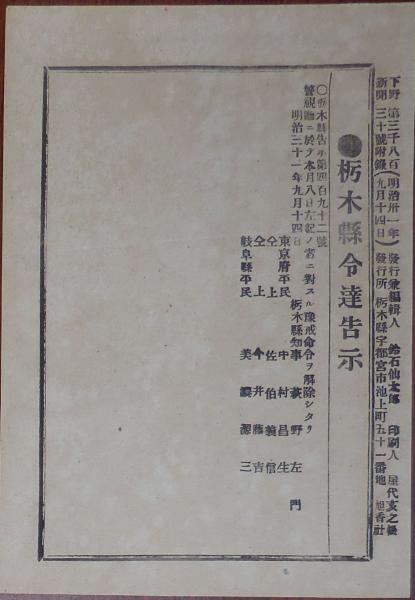 下野 第三千八百(明治卅一年) 發行兼編輯人 鈴石仙太郎 印刷人 屋代亥之
新聞 三十號附錄(九月十四日) 發行所 栃木縣宇都宮市池上町五十一番地 旭香社
●栃木縣令達告示
○栃木縣告示第四百九十二號
警視廳ニ於テ本月八日左記ノ者ニ對スル豫戒命令ヲ解除シタリ
明治三十一年九月十四日 栃木縣知事 萩野左門
東京府平民 中村昌生
仝上 佐伯義信
仝上 今井藤吉
岐阜縣平民 美濃三